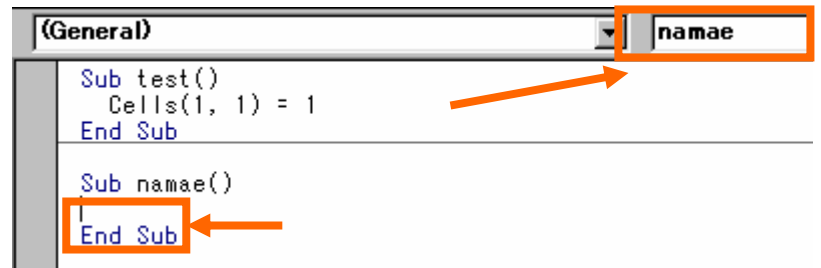 (General) namae
Sub test()
Cells(1, 1) = 1
End Sub
Sub namae()
End Sub